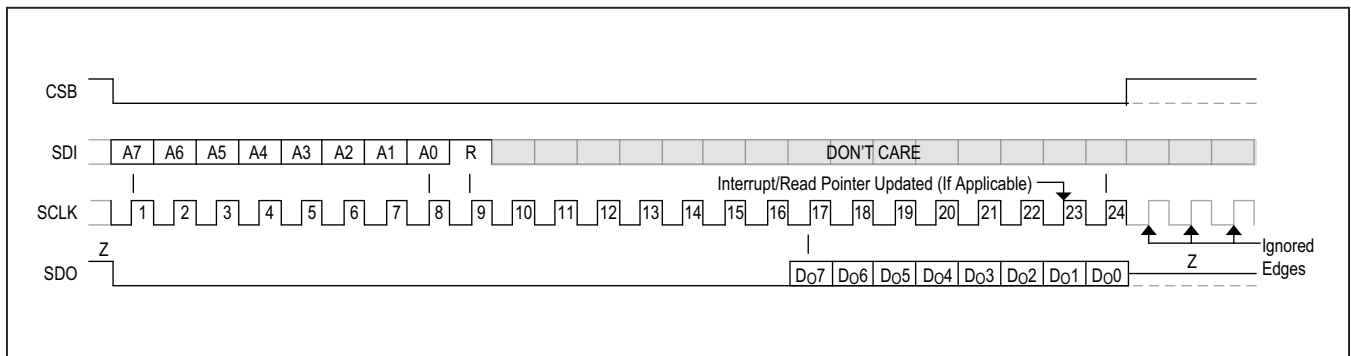 CSB
SDI A7 A6 A5 A4 A3 A2 A1 A0 R DON'T CARE
Interrupt/Read Pointer Updated (If Applicable)
SCLK 1 2 3 4 5 6 7 8 9 10 11 12 13 14 15 16 17 18 19 20 21 22 23 24
Ignored
Edges
Z Z
SDO DO7 DO6 DO5 DO4 DO3 DO2 DO1 DO0